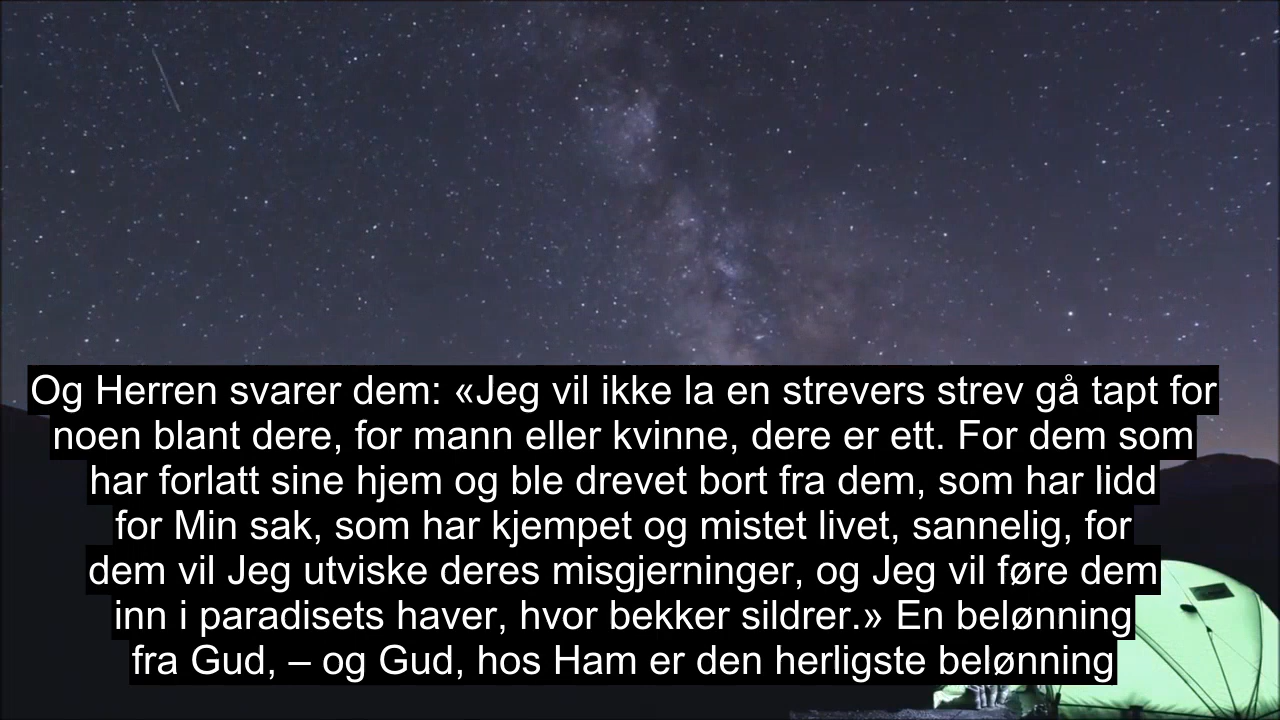 Og Herren svarer dem: «Jeg vil ikke la en strevers strev gå tapt for
noen blant dere, for mann eller kvinne, dere er ett. For dem som
har forlatt sine hjem og ble drevet bort fra dem, som har lidd
for Min sak, som har kjempet og mistet livet, sannelig, for
dem vil Jeg utviske deres misgjerninger, og Jeg vil føre dem
inn i paradisets haver, hvor bekker sildrer.» En belønning
fra Gud, – og Gud, hos Ham er den herligste belønning